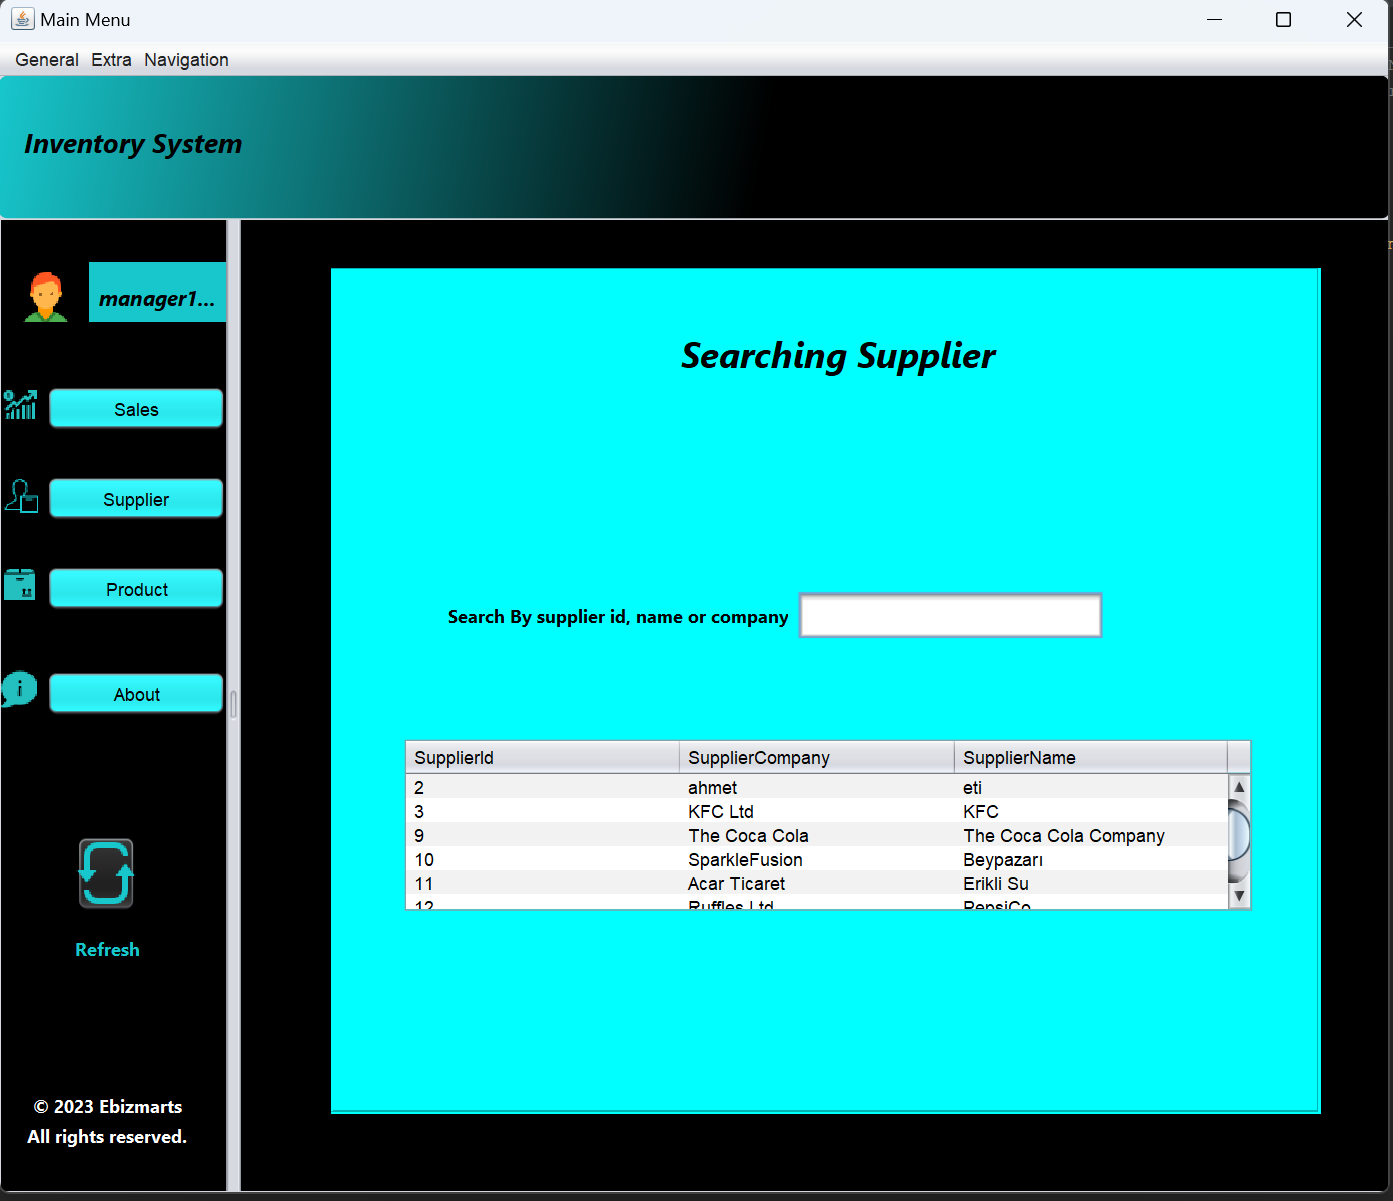 Main Menu
General Extra Navigation
Inventory System
manager1...
Sales
Supplier
Product
About
Refresh
© 2023 Ebizmarts
All rights reserved.
Searching Supplier
Search By supplier id, name or company
SupplierId SupplierCompany SupplierName
2 ahmet eti
3 KFC Ltd KFC
9 The Coca Cola The Coca Cola Company
10 SparkleFusion Beypazarı
11 Acar Ticaret Erikli Su
12 Ruffles Ltd PepsiCo